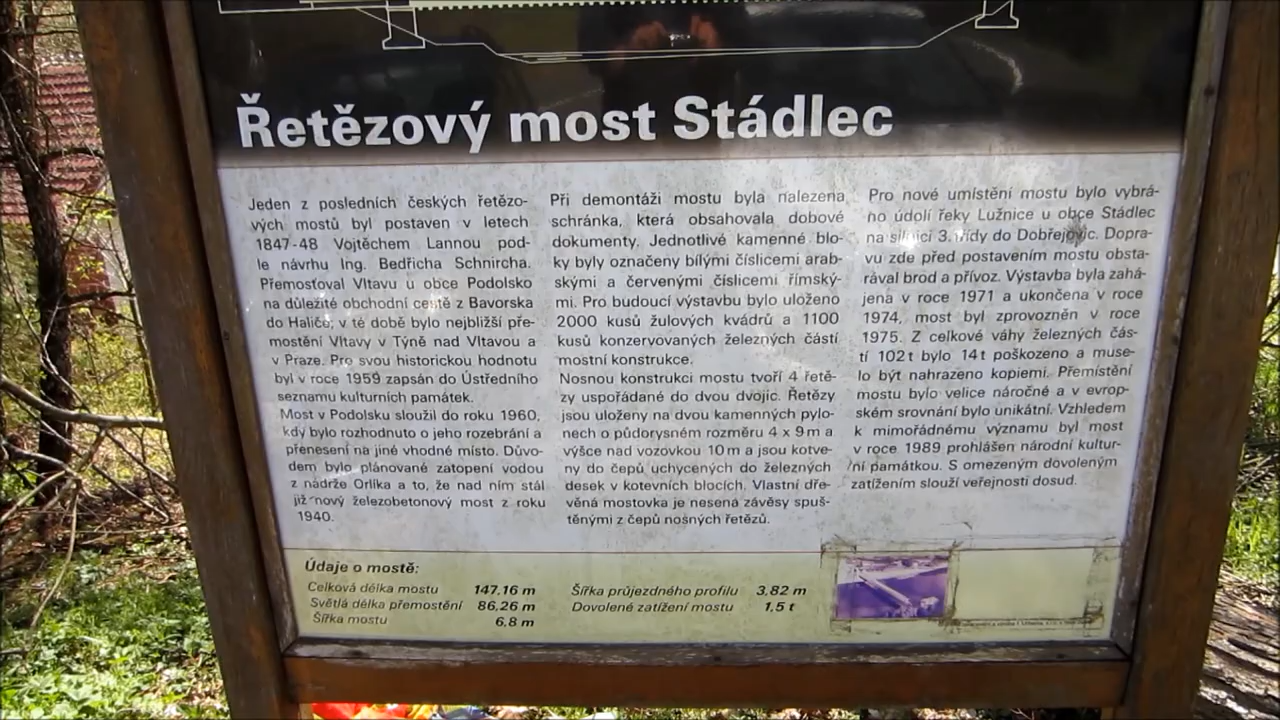 Řetězový most Stádlec
Jeden z posledních českých řetězo-
vých mostů byl postaven v letech
1847-48 Vojtěchem Lannou pod-
le návrhu Ing. Bedřicha Schnircha.
Přemosťoval Vltavu u obce Podolsko
na důležité obchodní cestě z Bavorska
do Haliče; v té době bylo nejbližší pře-
mostění Vltavy v Týně nad Vltavou a
v Praze. Pro svou historickou hodnotu
byl v roce 1959 zapsán do Ústředního
seznamu kulturních památek.
Most v Podolsku sloužil do roku 1960,
kdy bylo rozhodnuto o jeho rozebrání a
přenesení na jiné vhodné místo. Důvo-
dem bylo plánované zatopení vodou
z nádrže Orlíka a to, že nad ním stál
již nový železobetonový most z roku
1940.
Při demontáži mostu byla nalezena
schránka, která obsahovala dobové
dokumenty. Jednotlivé kamenné blo-
ky byly označeny bílými číslicemi arab-
skými a červenými číslicemi římský-
mi. Pro budoucí výstavbu bylo uloženo
2000 kusů žulových kvádrů a 1100
kusů konzervovaných železných částí
mostní konstrukce.
Nosnou konstrukci mostu tvoří 4 řetě-
zy uspořádané do dvou dvojic. Řetězy
jsou uloženy na dvou kamenných pylo-
nech o půdorysném rozměru 4 x 9 m a
výšce nad vozovkou 10 m a jsou kotve-
ny do čepů uchycených do železných
desek v kotevních blocích. Vlastní dře-
věná mostovka je nesená závěsy spuš-
těnými z čepů nosných řetězů.
Pro nové umístění mostu bylo vybrá-
no údolí řeky Lužnice u obce Stádlec
na silnici 3. třídy do Dobřejovic. Dopra-
vu zde před postavením mostu obsta-
rával brod a přívoz. Výstavba byla zahá-
jena v roce 1971 a ukončena v roce
1974, most byl zprovozněn v roce
1975. Z celkové váhy železných čás-
tí 102 t bylo 14 t poškozeno a muse-
lo být nahrazeno kopiemi. Přemístění
mostu bylo velice náročné a v evrop-
ském srovnání bylo unikátní. Vzhledem
k mimořádnému významu byl most
v roce 1989 prohlášen národní kultur-
ní památkou. S omezeným dovoleným
zatížením slouží veřejnosti dosud.
Údaje o mostě:
Celková délka mostu 147,16 m
Světlá délka přemostění 86,26 m
Šířka mostu 6,8 m
Šířka průjezdného profilu 3,82 m
Dovolené zatížení mostu 1,5 t